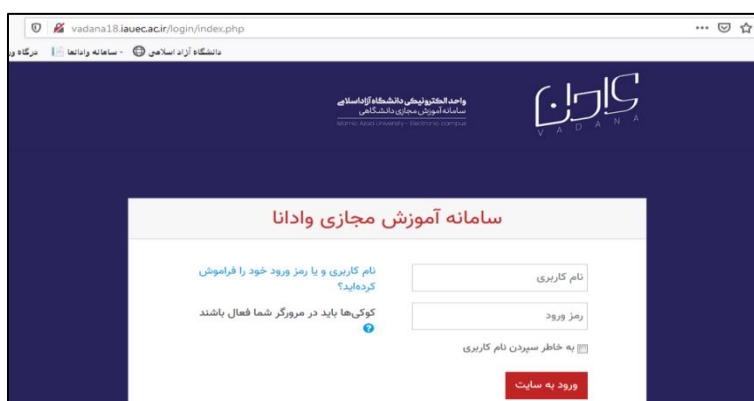 vadana18.iauec.ac.ir/login/index.php
دانشگاه آزاد اسلامی - سامانه وادانها
درگاه ور
واحد الکترونیکی دانشگاه آزاد اسلامی
سامانه آموزش مجازی دانشگاهی
Islamic Azad University - Electronic campus
وادانا
VADANA
سامانه آموزش مجازی وادانا
نام کاربری
رمز ورود
به خاطر سپردن نام کاربری
ورود به سایت
نام کاربری و یا رمز ورود خود را فراموش
کرده‌اید؟
کوکی‌ها باید در مرورگر شما فعال باشند